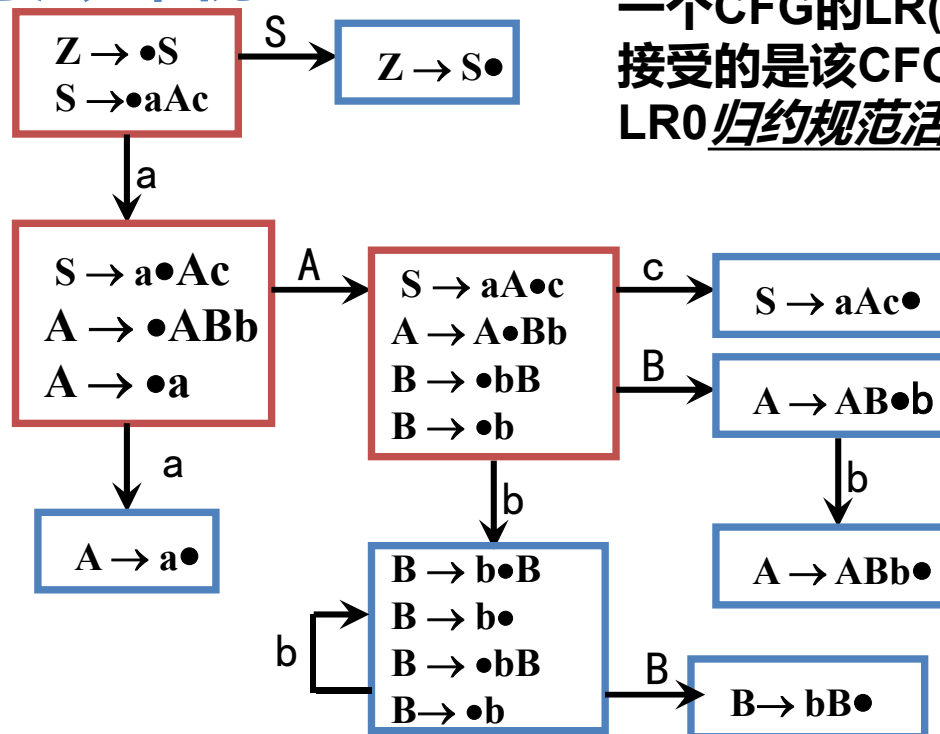 一个CFG的LR(
接受的是该CFG
LR0归约规范活
Z → ●S
S →●aAc
S
Z → S●
a
S → a●Ac
A → ●ABb
A → ●a
A
S → aA●c
A → A●Bb
B → ●bB
B → ●b
c
S → aAc●
B
A → AB●b
a
b
b
A → a●
B → b●B
B → b●
B → ●bB
B→ ●b
b
A → ABb●
B
B→ bB●